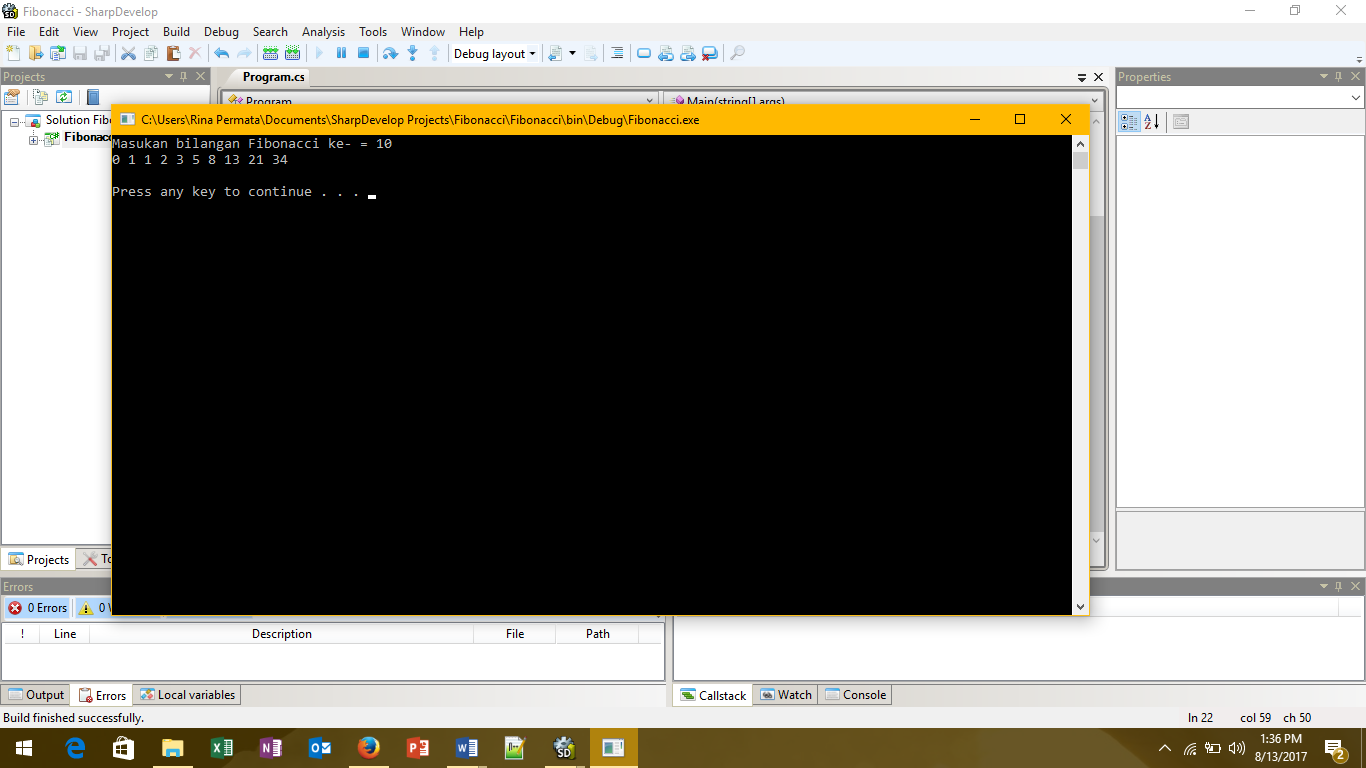 Fibonacci - SharpDevelop
File Edit View Project Build Debug Search Analysis Tools Window Help
Debug layout
Projects
Program.cs
Properties
Program
Main(string[] args)
Solution Fibo
Fibonacc
C:\Users\Rina Permata\Documents\SharpDevelop Projects\Fibonacci\Fibonacci\bin\Debug\Fibonacci.exe
Masukan bilangan Fibonacci ke- = 10
0 1 1 2 3 5 8 13 21 34
Press any key to continue . . .
Projects To
Errors
0 Errors 0
! Line Description File Path
Output Errors Local variables
Callstack Watch Console
Build finished successfully.
ln 22 col 59 ch 50
1:36 PM
8/13/2017
2